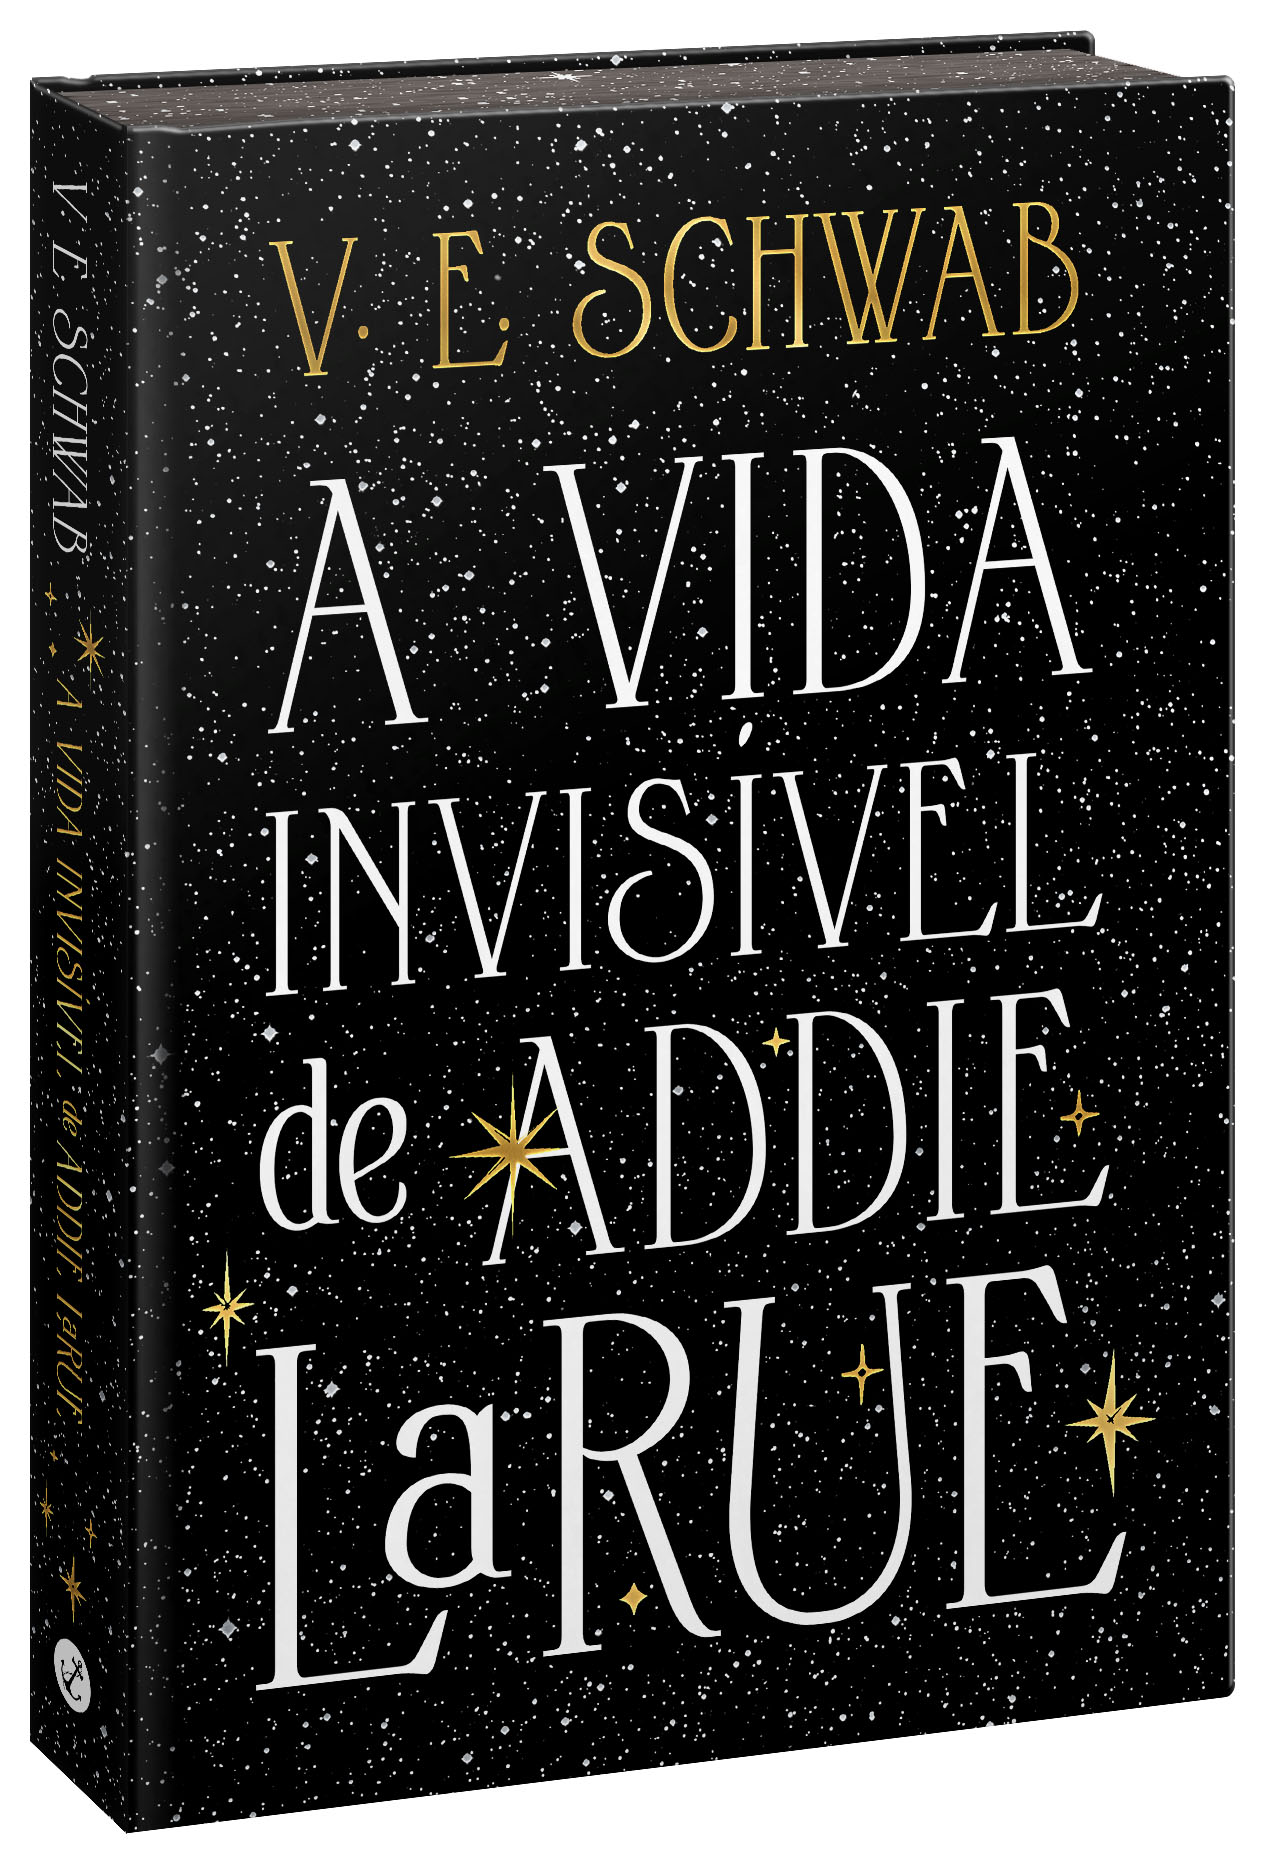 V. E. SCHWAB
A VIDA
INVISÍVEL
de ADDIE
LaRUE
V. E. SCHWAB A VIDA INVISÍVEL de ADDIE LaRUE